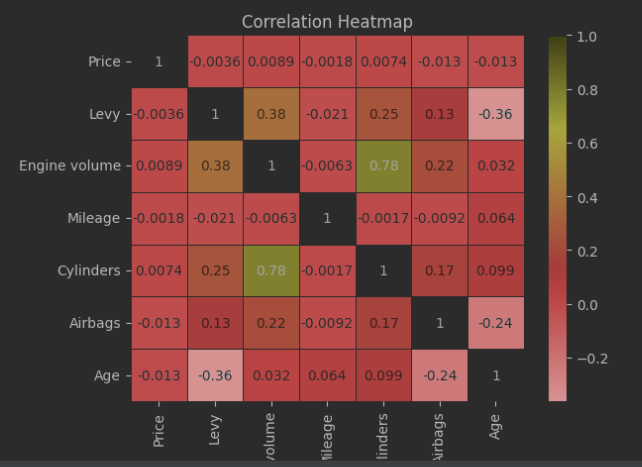 Correlation Heatmap
1.0
Price - 1 -0.0036 0.0089 -0.0018 0.0074 -0.013 -0.013
0.8
Levy -0.0036 1 0.38 -0.021 0.25 0.13 -0.36
0.6
Engine volume 0.0089 0.38 1 -0.0063 0.78 0.22 0.032
0.4
Mileage -0.0018 -0.021 -0.0063 1 -0.0017 -0.0092 0.064
0.2
Cylinders 0.0074 0.25 0.78 -0.0017 1 0.17 0.099
0.0
Airbags -0.013 0.13 0.22 -0.0092 0.17 1 -0.24
−0.2
Age -0.013 -0.36 0.032 0.064 0.099 -0.24 1
Price Levy volume Mileage linders Airbags Age